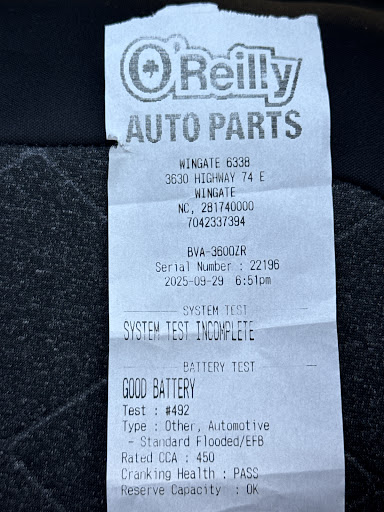 O'Reilly
AUTO PARTS
WINGATE 6338
3630 HIGHWAY 74 E
WINGATE
NC, 281740000
7042337394
BVA-3600ZR
Serial Number : 22196
2025-09-29 6:51pm
SYSTEM TEST
SYSTEM TEST INCOMPLETE
BATTERY TEST
GOOD BATTERY
Test : #492
Type : Other, Automotive
- Standard Flooded/EFB
Rated CCA : 450
Cranking Health : PASS
Reserve Capacity : OK